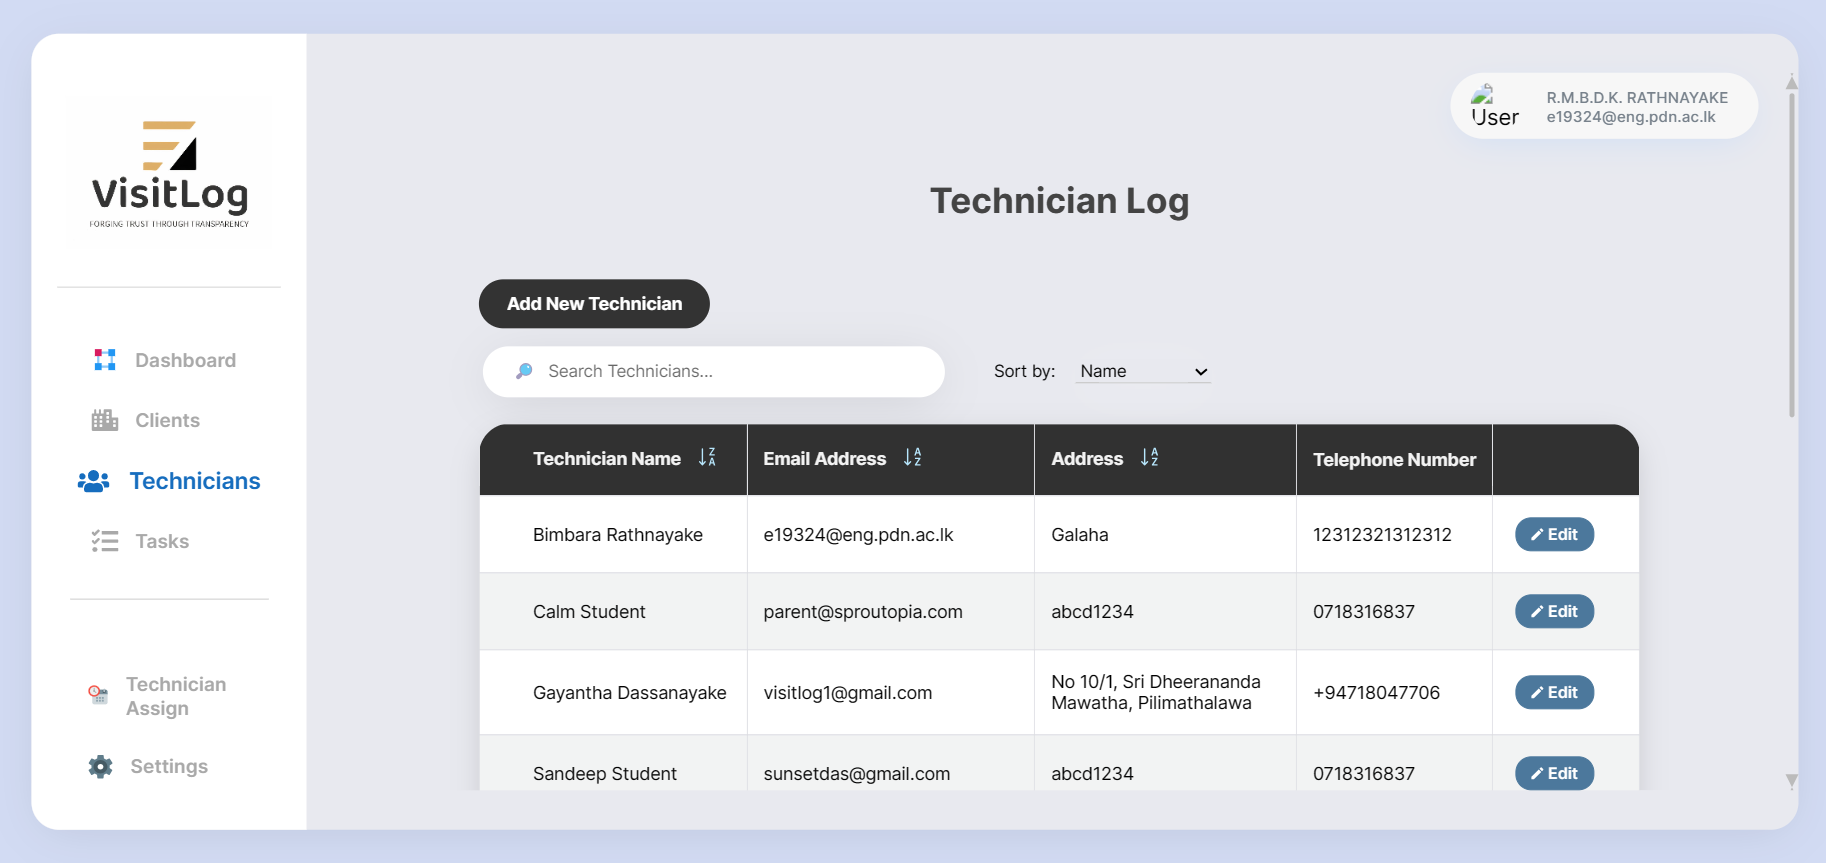 VisitLog
FORGING TRUST THROUGH TRANSPARENCY
Dashboard
Clients
Technicians
Tasks
Technician
Assign
Settings
User
R.M.B.D.K. RATHNAYAKE
e19324@eng.pdn.ac.lk
Technician Log
Add New Technician
Search Technicians...
Sort by: Name
Technician Name Email Address Address Telephone Number
Bimbara Rathnayake e19324@eng.pdn.ac.lk Galaha 12312321312312 Edit
Calm Student parent@sproutopia.com abcd1234 0718316837 Edit
Gayantha Dassanayake visitlog1@gmail.com No 10/1, Sri Dheerananda +94718047706 Edit
Mawatha, Pilimathalawa
Sandeep Student sunsetdas@gmail.com abcd1234 0718316837 Edit